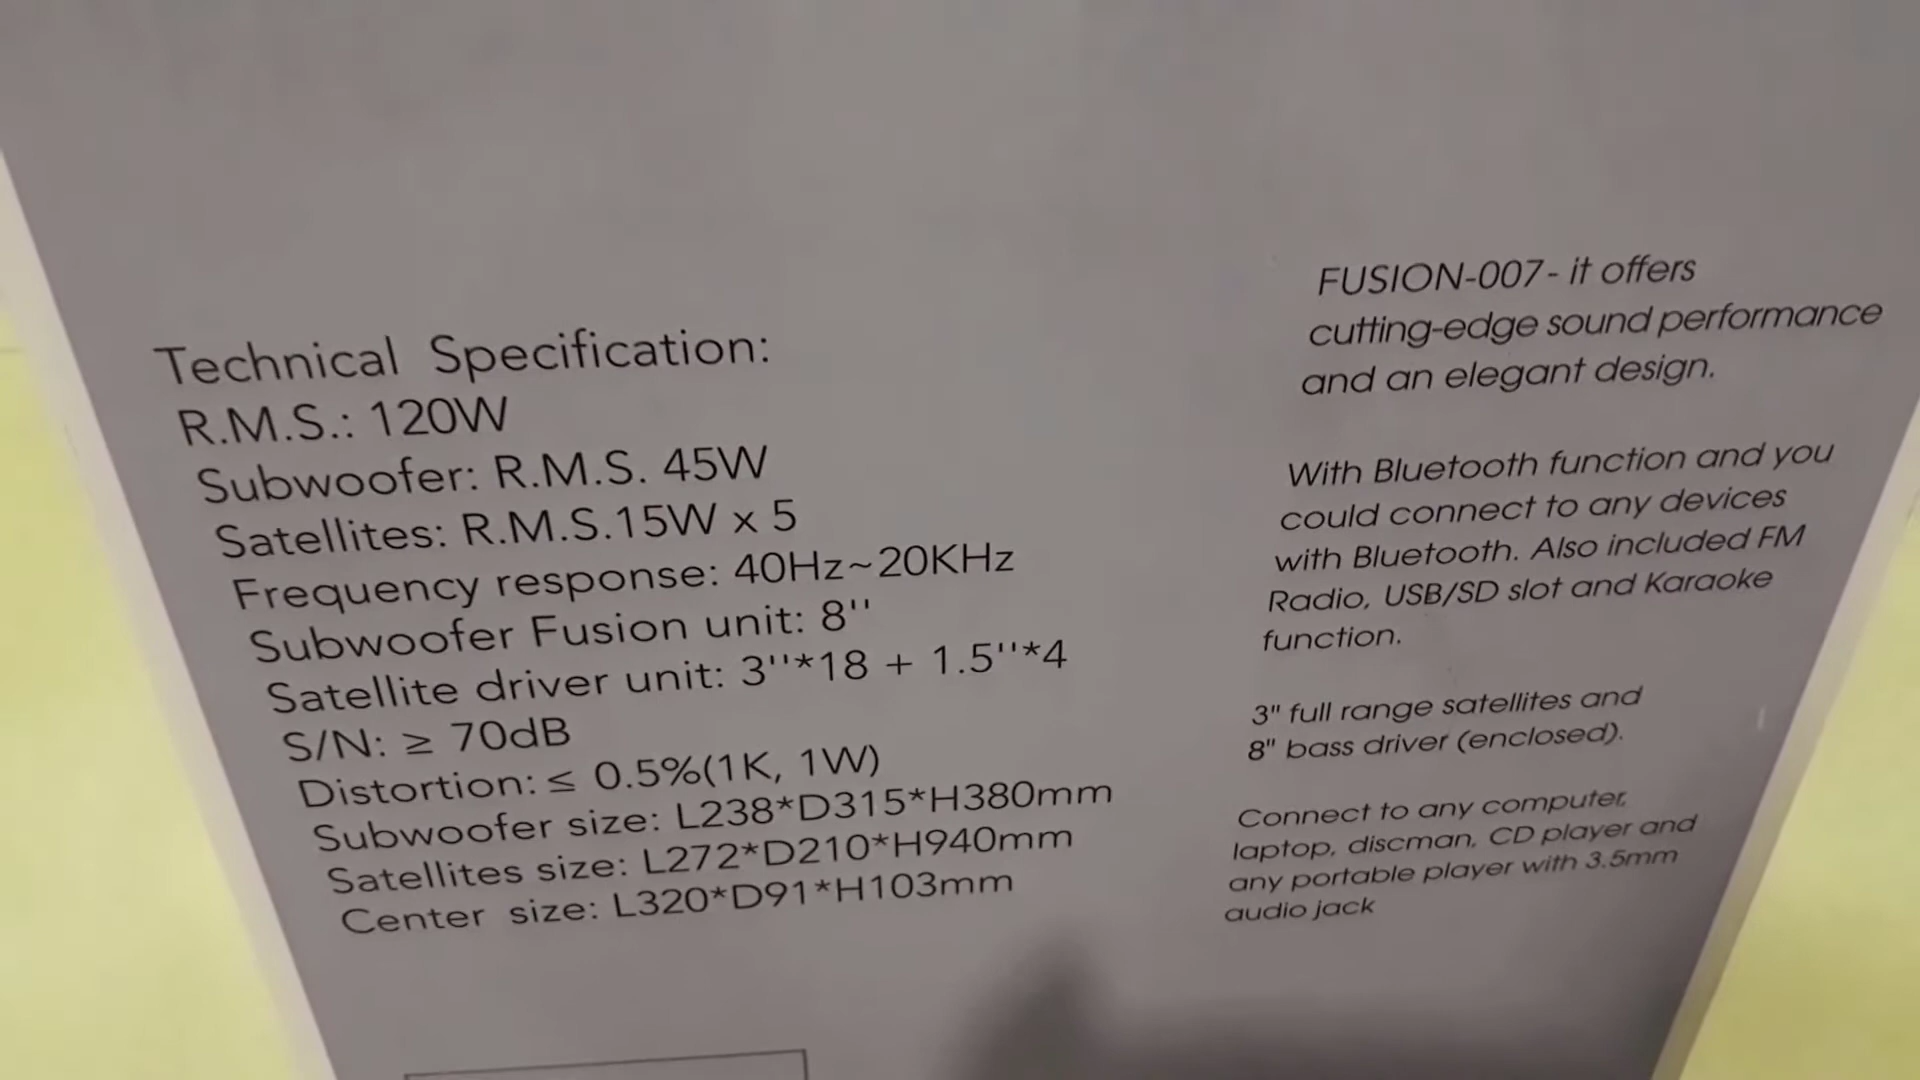 Technical Specification:
R.M.S.: 120W
Subwoofer: R.M.S. 45W
Satellites: R.M.S.15W x 5
Frequency response: 40Hz~20KHz
Subwoofer Fusion unit: 8''
Satellite driver unit: 3''*18 + 1.5''*4
S/N: ≥ 70dB
Distortion: ≤ 0.5%(1K, 1W)
Subwoofer size: L238*D315*H380mm
Satellites size: L272*D210*H940mm
Center size: L320*D91*H103mm
FUSION-007- it offers
cutting-edge sound performance
and an elegant design.
With Bluetooth function and you
could connect to any devices
with Bluetooth. Also included FM
Radio, USB/SD slot and Karaoke
function.
3" full range satellites and
8" bass driver (enclosed).
Connect to any computer,
laptop, discman, CD player and
any portable player with 3.5mm
audio jack